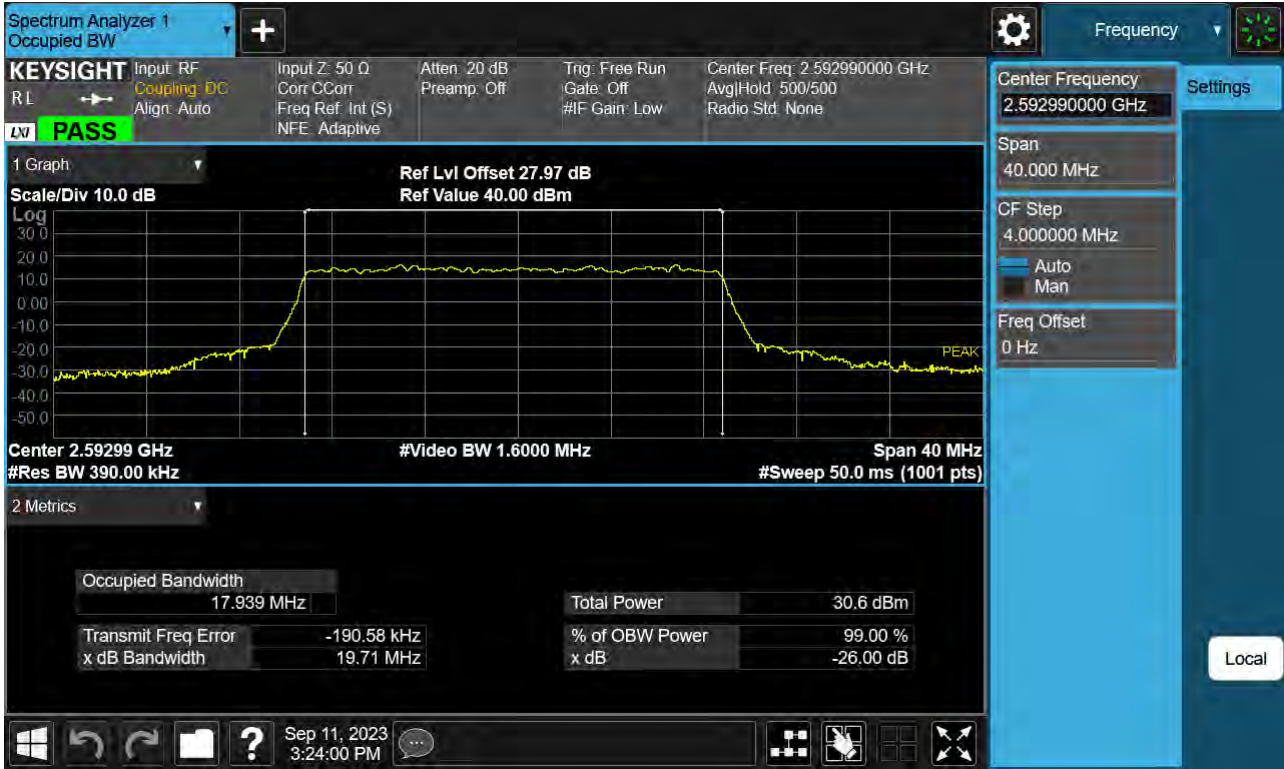 Spectrum Analyzer 1
Occupied BW
Frequency
KEYSIGHT
R L
LXI PASS
Input: RF
Coupling: DC
Align: Auto
Input Z: 50 Ω
Corr CCorr
Freq Ref: Int (S)
NFE: Adaptive
Atten: 20 dB
Preamp: Off
Trig: Free Run
Gate: Off
#IF Gain: Low
Center Freq: 2.592990000 GHz
Avg|Hold: 500/500
Radio Std: None
Center Frequency
2.592990000 GHz
Settings
Span
40.000 MHz
CF Step
4.000000 MHz
Auto
Man
Freq Offset
0 Hz
Local
1 Graph
Scale/Div 10.0 dB
Ref Lvl Offset 27.97 dB
Ref Value 40.00 dBm
Log
30.0
20.0
10.0
0.00
-10.0
-20.0
-30.0
-40.0
-50.0
PEAK
Center 2.59299 GHz
#Video BW 1.6000 MHz
Span 40 MHz
#Res BW 390.00 kHz
#Sweep 50.0 ms (1001 pts)
2 Metrics
Occupied Bandwidth
17.939 MHz
Total Power 30.6 dBm
Transmit Freq Error -190.58 kHz
% of OBW Power 99.00 %
x dB Bandwidth 19.71 MHz
x dB -26.00 dB
?
Sep 11, 2023
3:24:00 PM